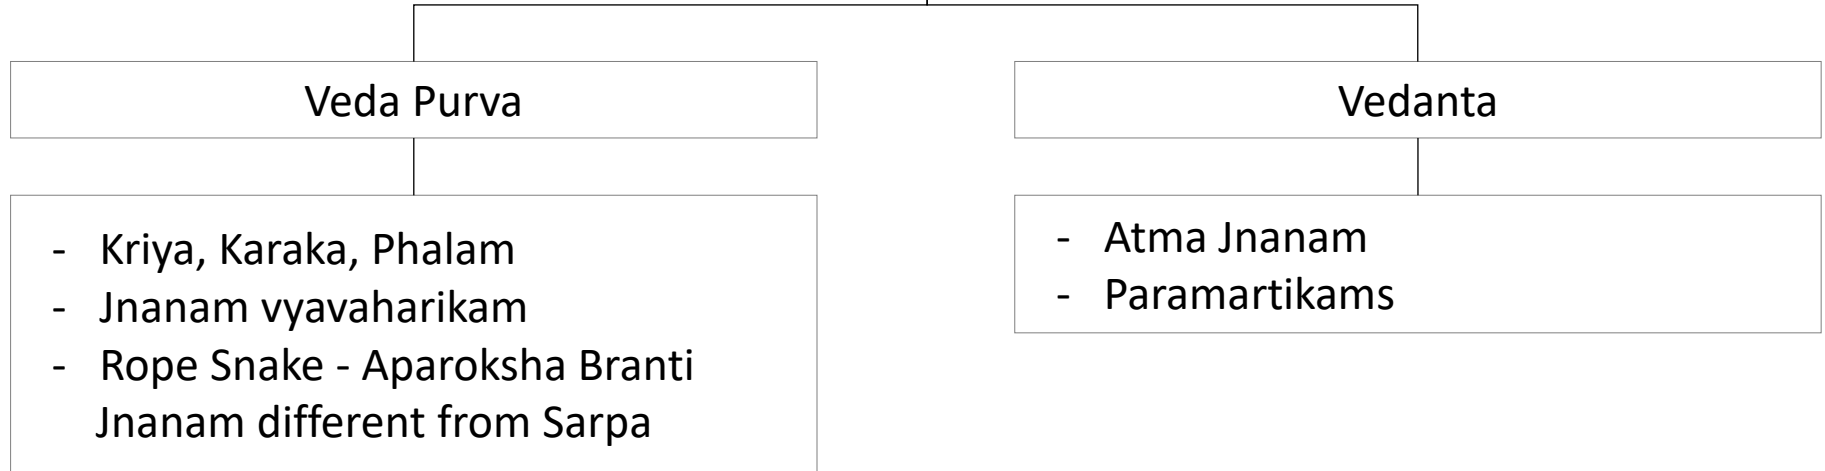 Veda Purva
Vedanta
- Kriya, Karaka, Phalam
- Jnanam vyavaharikam
- Rope Snake - Aparoksha Branti
Jnanam different from Sarpa
- Atma Jnanam
- Paramartikams